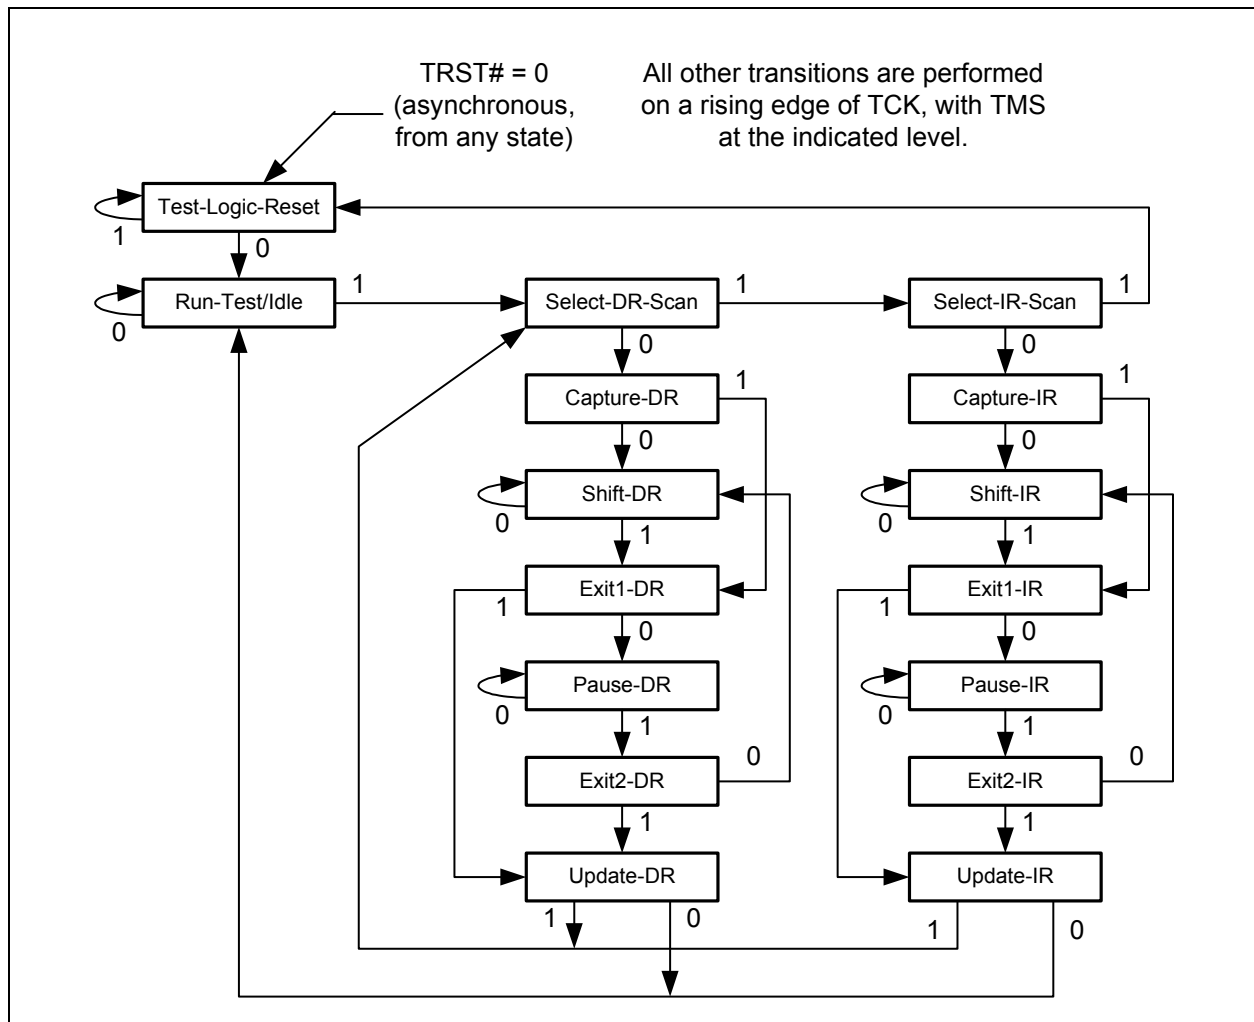 TRST# = 0
(asynchronous,
from any state)
All other transitions are performed
on a rising edge of TCK, with TMS
at the indicated level.
Test-Logic-Reset
1
0
Run-Test/Idle
1
Select-DR-Scan
1
Select-IR-Scan
1
0
0
0
Capture-DR
1
Capture-IR
1
0
0
Shift-DR
Shift-IR
0
1
0
1
Exit1-DR
Exit1-IR
1
0
1
0
Pause-DR
Pause-IR
0
1
0
1
Exit2-DR
0
Exit2-IR
0
1
1
Update-DR
Update-IR
1
0
1
0